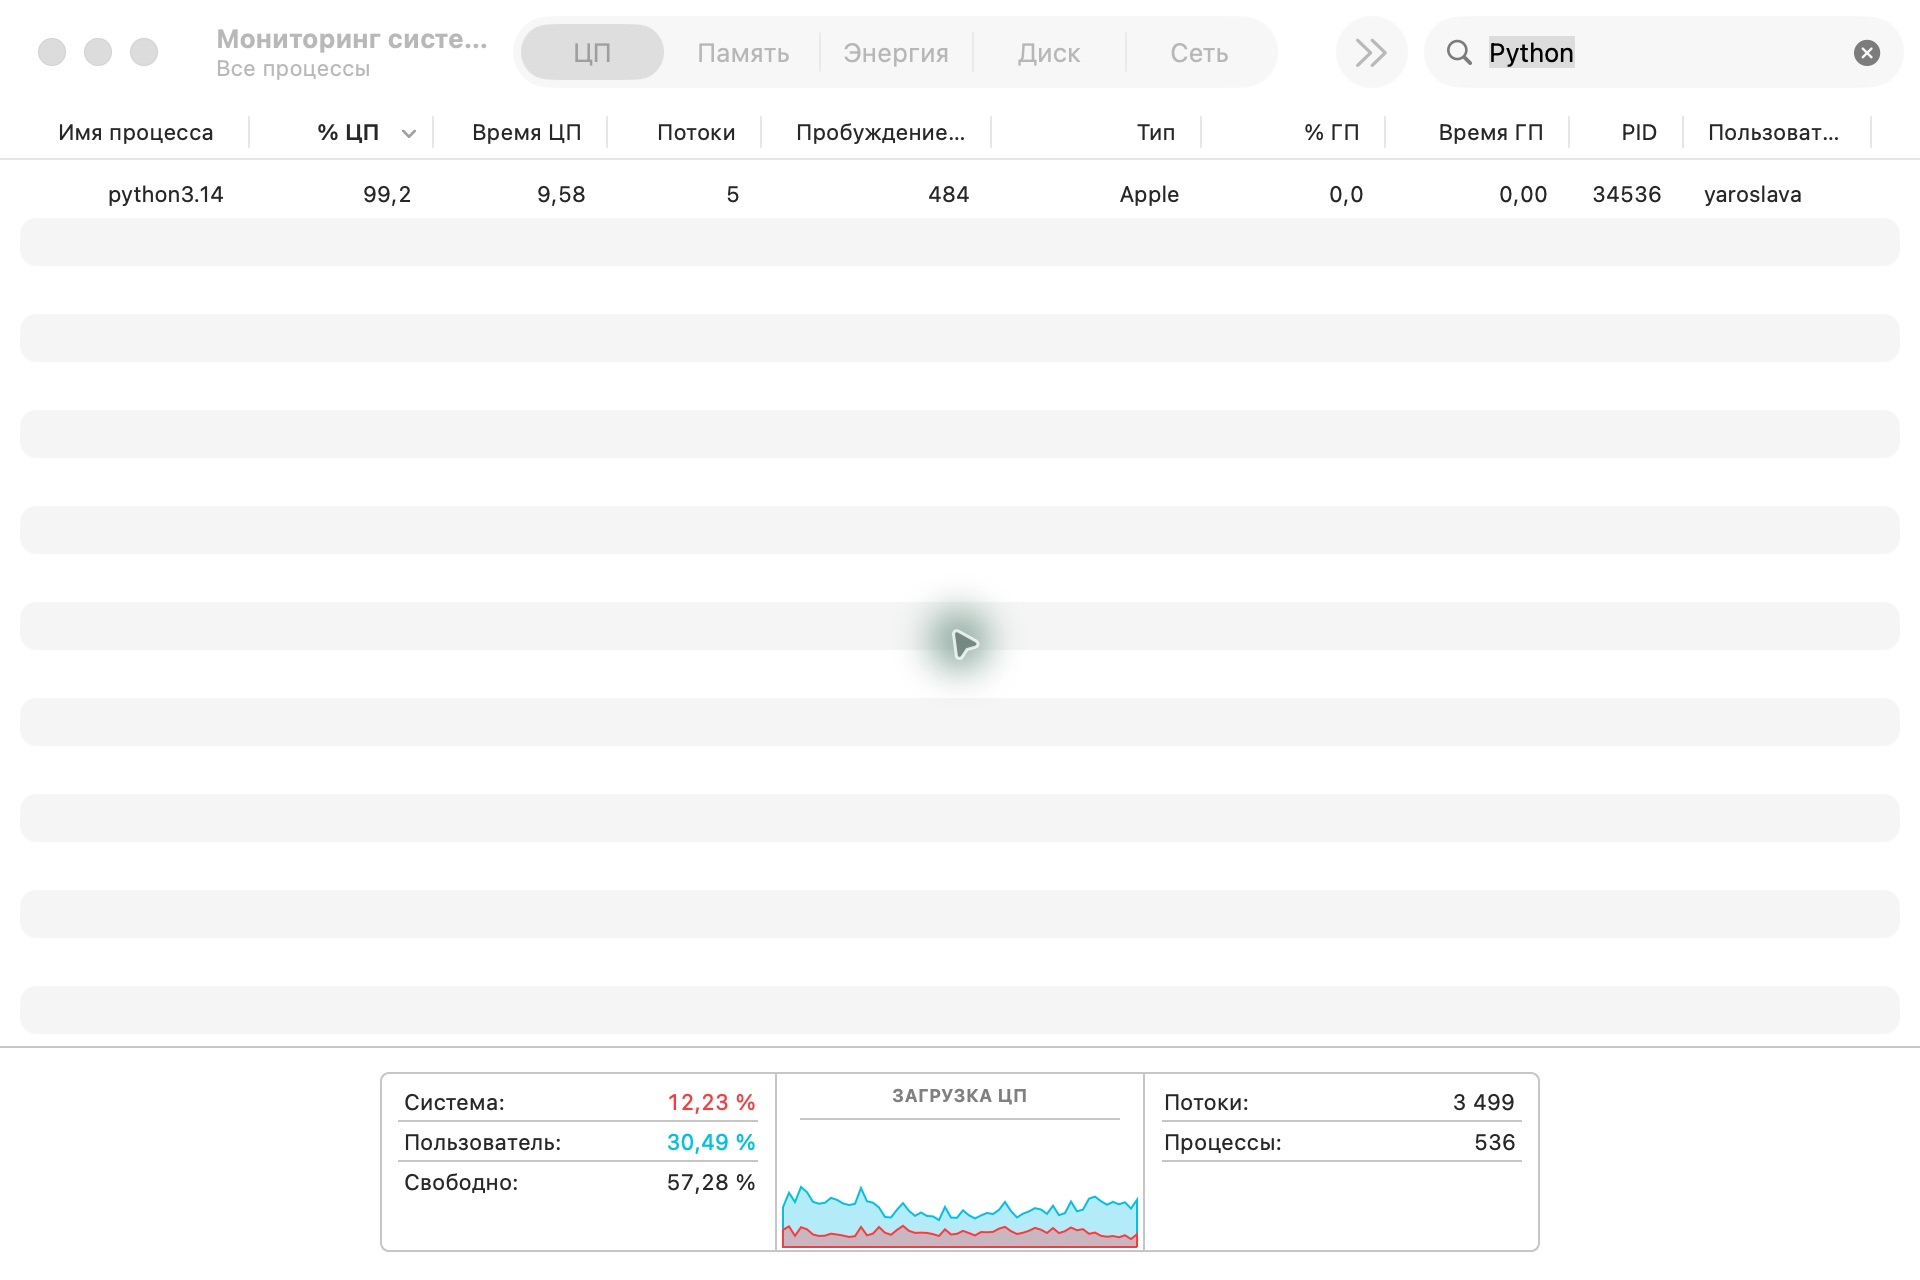 Мониторинг систе...
Все процессы
ЦП Память Энергия Диск Сеть
Python
Имя процесса % ЦП Время ЦП Потоки Пробуждение... Тип % ГП Время ГП PID Пользоват...
python3.14 99,2 9,58 5 484 Apple 0,0 0,00 34536 yaroslava
Система: 12,23 %
Пользователь: 30,49 %
Свободно: 57,28 %
ЗАГРУЗКА ЦП
Потоки: 3 499
Процессы: 536